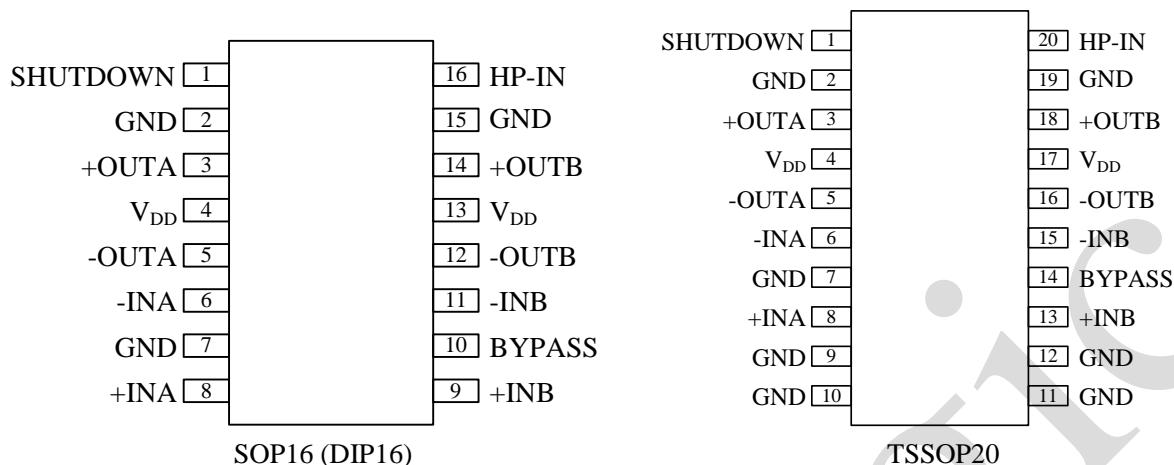 SHUTDOWN 1 16 HP-IN
GND 2 15 GND
+OUTA 3 14 +OUTB
VDD 4 13 VDD
-OUTA 5 12 -OUTB
-INA 6 11 -INB
GND 7 10 BYPASS
+INA 8 9 +INB
SOP16 (DIP16)
SHUTDOWN 1 20 HP-IN
GND 2 19 GND
+OUTA 3 18 +OUTB
VDD 4 17 VDD
-OUTA 5 16 -OUTB
-INA 6 15 -INB
GND 7 14 BYPASS
+INA 8 13 +INB
GND 9 12 GND
GND 10 11 GND
TSSOP20
gic